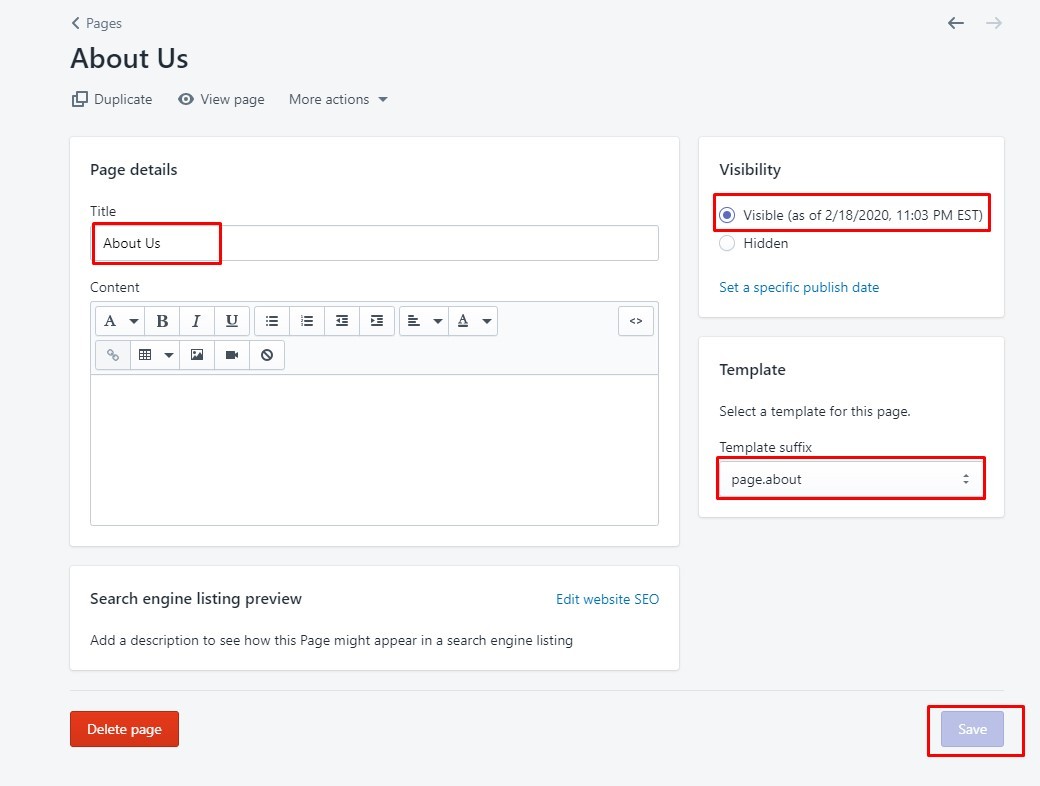 Pages
About Us
Duplicate View page More actions
Page details
Title
About Us
Content
A B I U A <>
Search engine listing preview Edit website SEO
Add a description to see how this Page might appear in a search engine listing
Visibility
Visible (as of 2/18/2020, 11:03 PM EST)
Hidden
Set a specific publish date
Template
Select a template for this page.
Template suffix
page.about
Delete page Save